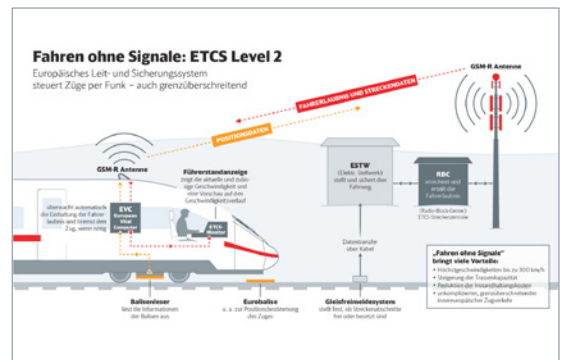 Fahren ohne Signale: ETCS Level 2
Europäisches Leit- und Sicherungssystem
steuert Züge per Funk – auch grenzüberschreitend
GSM-R Antenne
FAHRERLAUBNIS UND STRECKENDATEN
POSITIONSDATEN
GSM-R Antenne
Führerstandanzeige
zeigt die aktuelle und zuläs-
sige Geschwindigkeit und
eine Vorschau auf den
Geschwindigkeitsverlauf
überwacht automatisch
die Einhaltung der Fahrer-
laubnis und bremst den
Zug, wenn nötig
EVC
European
Vital
Computer
ETCS-
Monitor
ESTW
(Elektr. Stellwerk)
stellt und sichert den
Fahrweg
RBC
errechnet und
erteilt die
Fahrerlaubnis
(Radio-Block-Center)
ETCS-Streckenzentrale
Datentransfer
über Kabel
„Fahren ohne Signale“
bringt viele Vorteile:
• Höchstgeschwindigkeiten bis zu 300 km/h
• Steigerung der Trassenkapazität
• Reduktion der Instandhaltungskosten
• unkomplizierter, grenzüberschreitender
innereuropäischer Zugverkehr
Balisenleser
liest die Informationen
der Balisen aus
Eurobalise
u. a. zur Positionsbestimmung
des Zuges
Gleisfreimeldesystem
stellt fest, ob Streckenabschnitte
frei oder besetzt sind